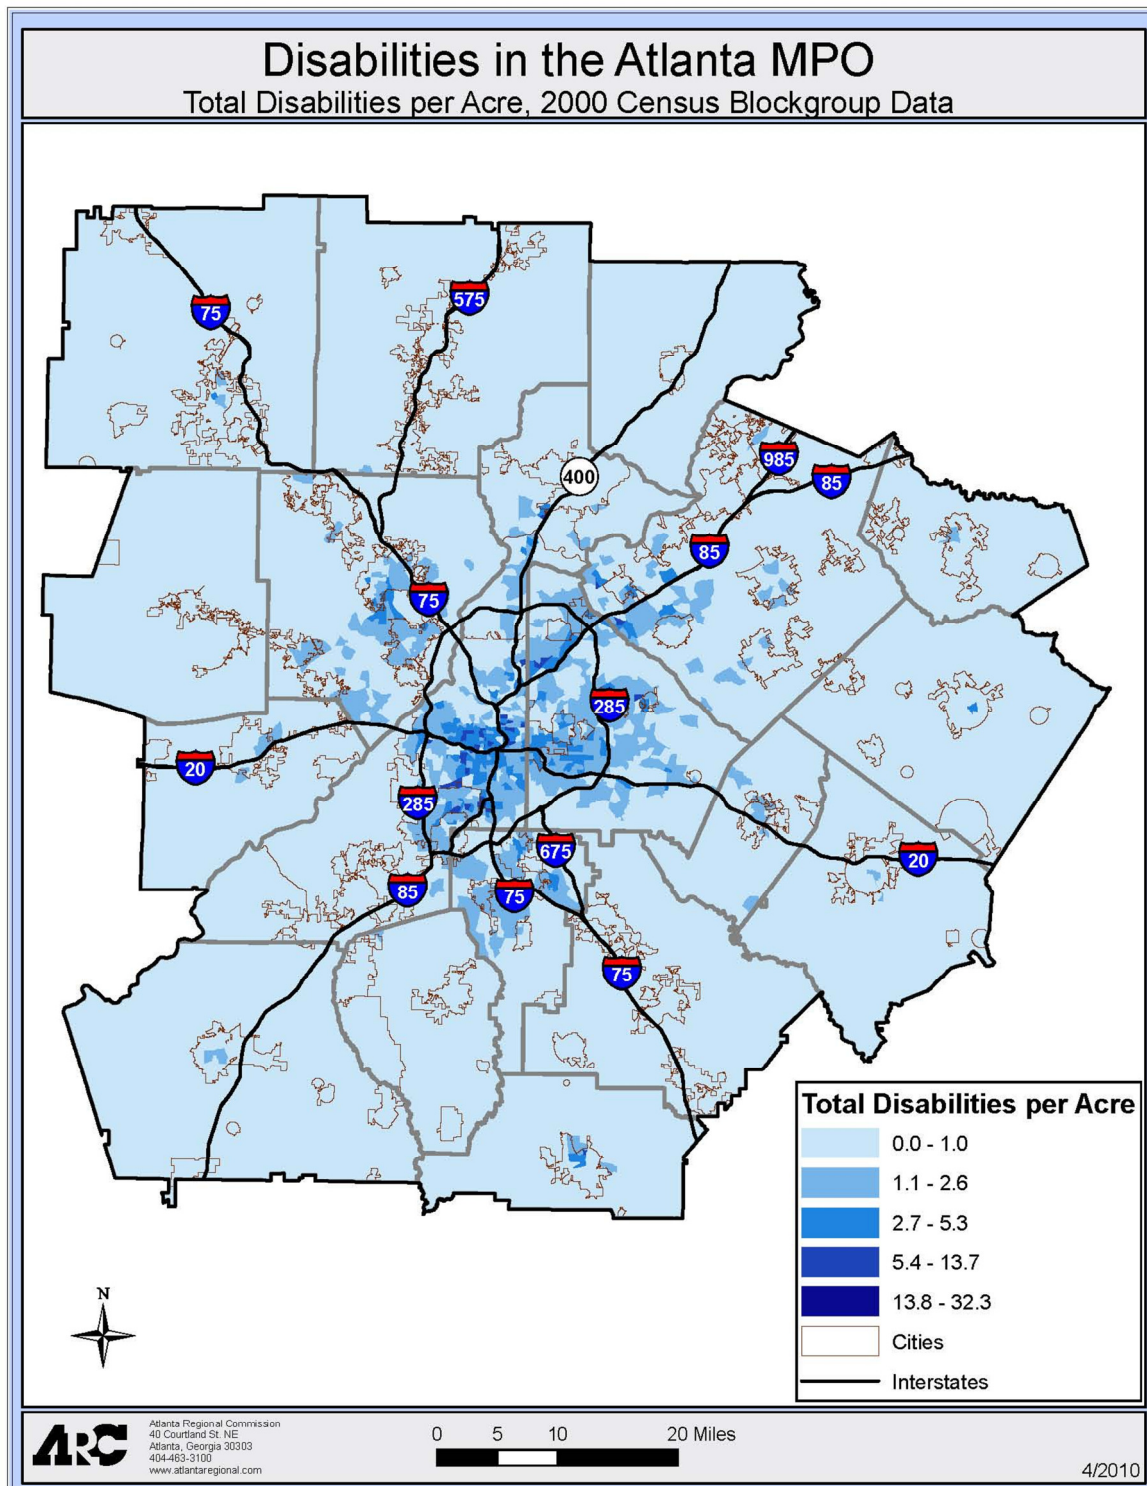 Disabilities in the Atlanta MPO
Total Disabilities per Acre, 2000 Census Blockgroup Data
75
575
400
985
85
85
75
285
20
285
675
20
85
75
75
Total Disabilities per Acre
0.0 - 1.0
1.1 - 2.6
2.7 - 5.3
5.4 - 13.7
13.8 - 32.3
Cities
Interstates
N
ARC
Atlanta Regional Commission
40 Courtland St. NE
Atlanta, Georgia 30303
404-463-3100
www.atlantaregional.com
0 5 10 20 Miles
4/2010